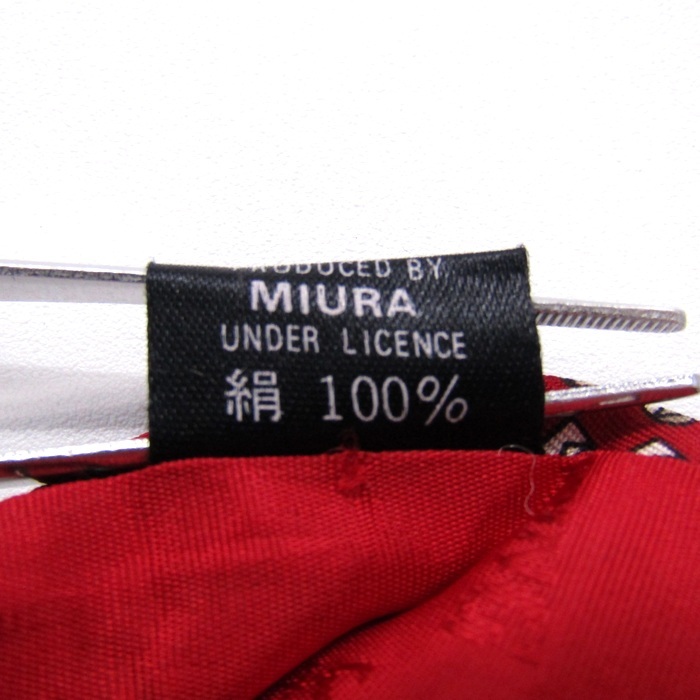 PRODUCED BY
MIURA
UNDER LICENCE
絹 100%